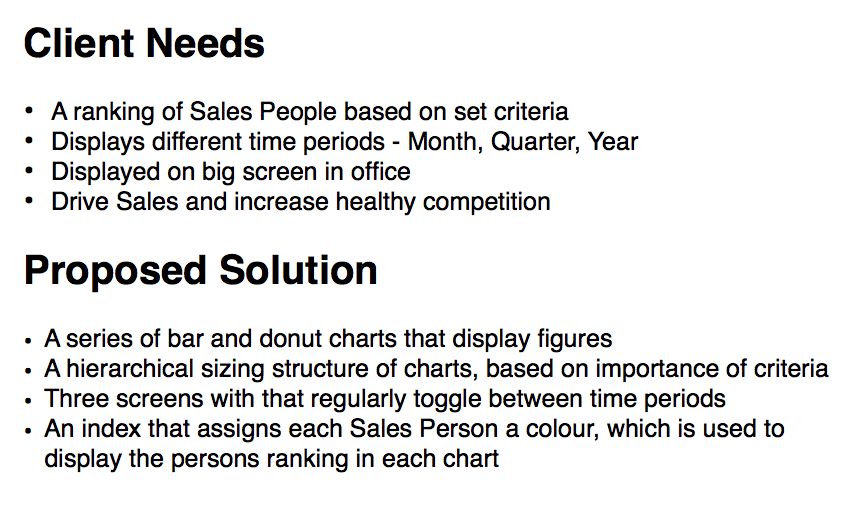 Client Needs
• A ranking of Sales People based on set criteria
• Displays different time periods - Month, Quarter, Year
• Displayed on big screen in office
• Drive Sales and increase healthy competition
Proposed Solution
• A series of bar and donut charts that display figures
• A hierarchical sizing structure of charts, based on importance of criteria
• Three screens with that regularly toggle between time periods
• An index that assigns each Sales Person a colour, which is used to
display the persons ranking in each chart